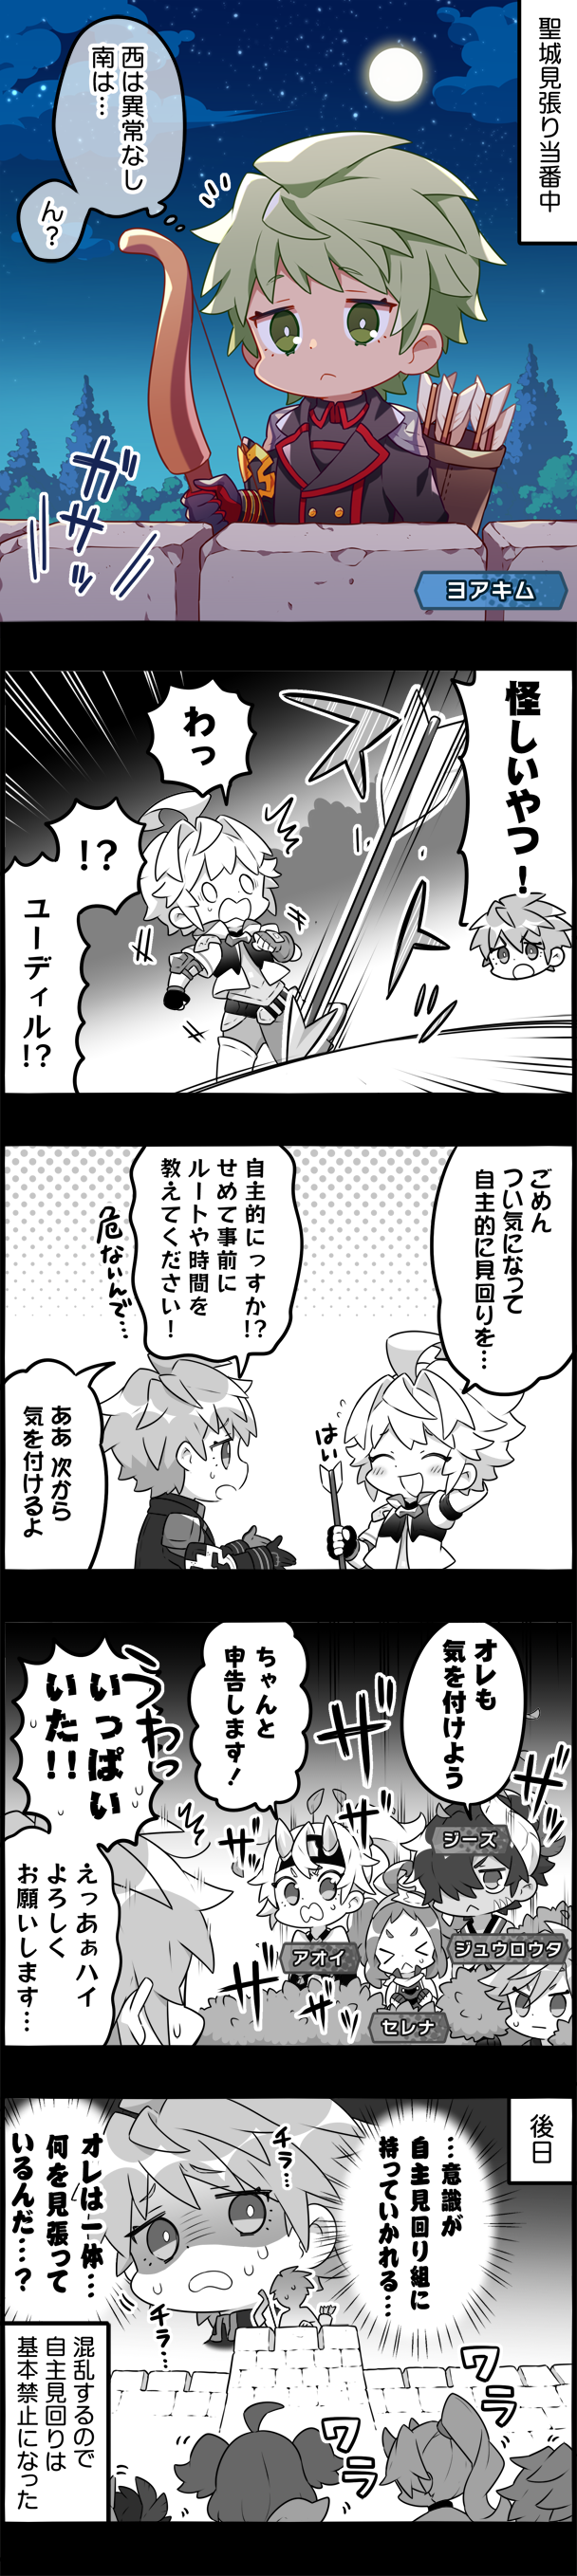 聖城見張り当番中
西は異常なし
南は…
ん?
ガサッ
ヨアキム
怪しいやつ!
わっ
!?
ユーディル!?
ごめん
つい気になって
自主的に見回りを…
自主的にっすか!?
せめて事前に
ルートや時間を
教えてください!
危ないんで…
はい
ああ 次から
気を付けるよ
オレも
気を付けよう
ちゃんと
申告します!
ザッ
ザッ
ザッ
ザッ
ザッ
ザッ
ジーズ
ジュウロウタ
アオイ
セレナ
うわっ
いっぱい
いた!!
えっあぁハイ
よろしく
お願いします…
後日
…意識が
自主見回り組に
持っていかれる…
チラ…
チラ…
オレは一体…
何を見張って
いるんだ…?
ワラ
ワラ
混乱するので
自主見回りは
基本禁止になった